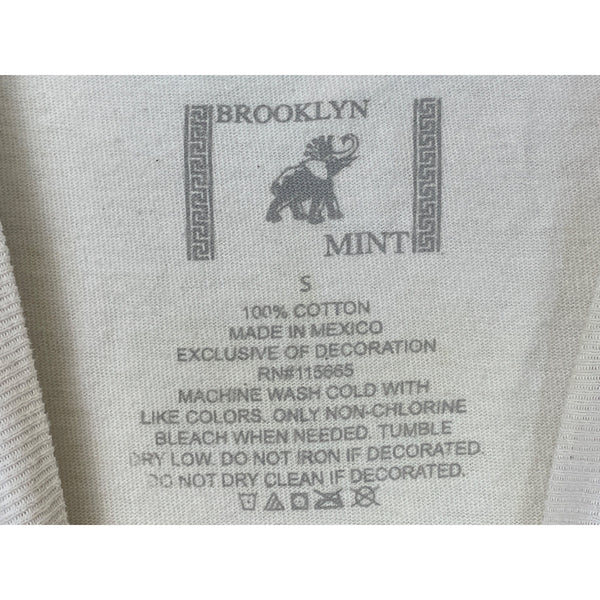 BROOKLYN
MINT
S
100% COTTON
MADE IN MEXICO
EXCLUSIVE OF DECORATION
RN#115665
MACHINE WASH COLD WITH
LIKE COLORS. ONLY NON-CHLORINE
BLEACH WHEN NEEDED. TUMBLE
DRY LOW. DO NOT IRON IF DECORATED.
DO NOT DRY CLEAN IF DECORATED.